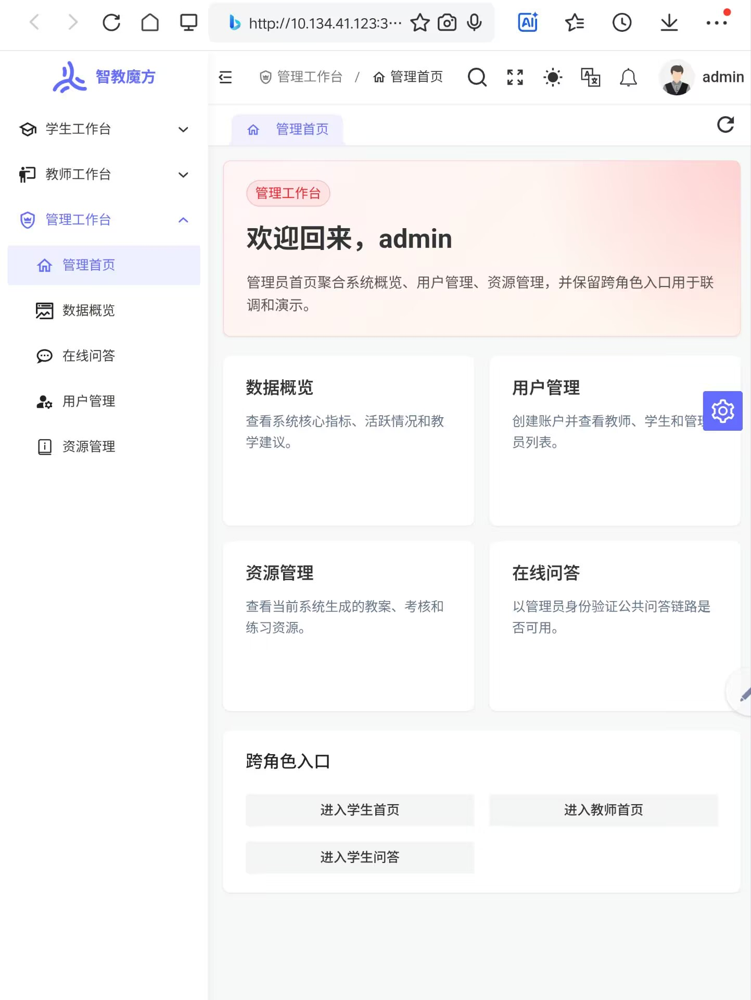 http://10.134.41.123:3···
AI
智教魔方
管理工作台 / 管理首页
admin
学生工作台
教师工作台
管理工作台
管理首页
数据概览
在线问答
用户管理
资源管理
管理首页
管理工作台
欢迎回来，admin
管理员首页聚合系统概览、用户管理、资源管理，并保留跨角色入口用于联
调和演示。
数据概览
查看系统核心指标、活跃情况和教
学建议。
用户管理
创建账户并查看教师、学生和管理
员列表。
资源管理
查看当前系统生成的教案、考核和
练习资源。
在线问答
以管理员身份验证公共问答链路是
否可用。
跨角色入口
进入学生首页
进入教师首页
进入学生问答